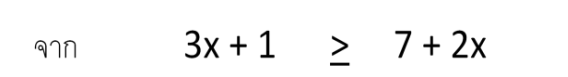 จาก 3x + 1 ≥ 7 + 2x